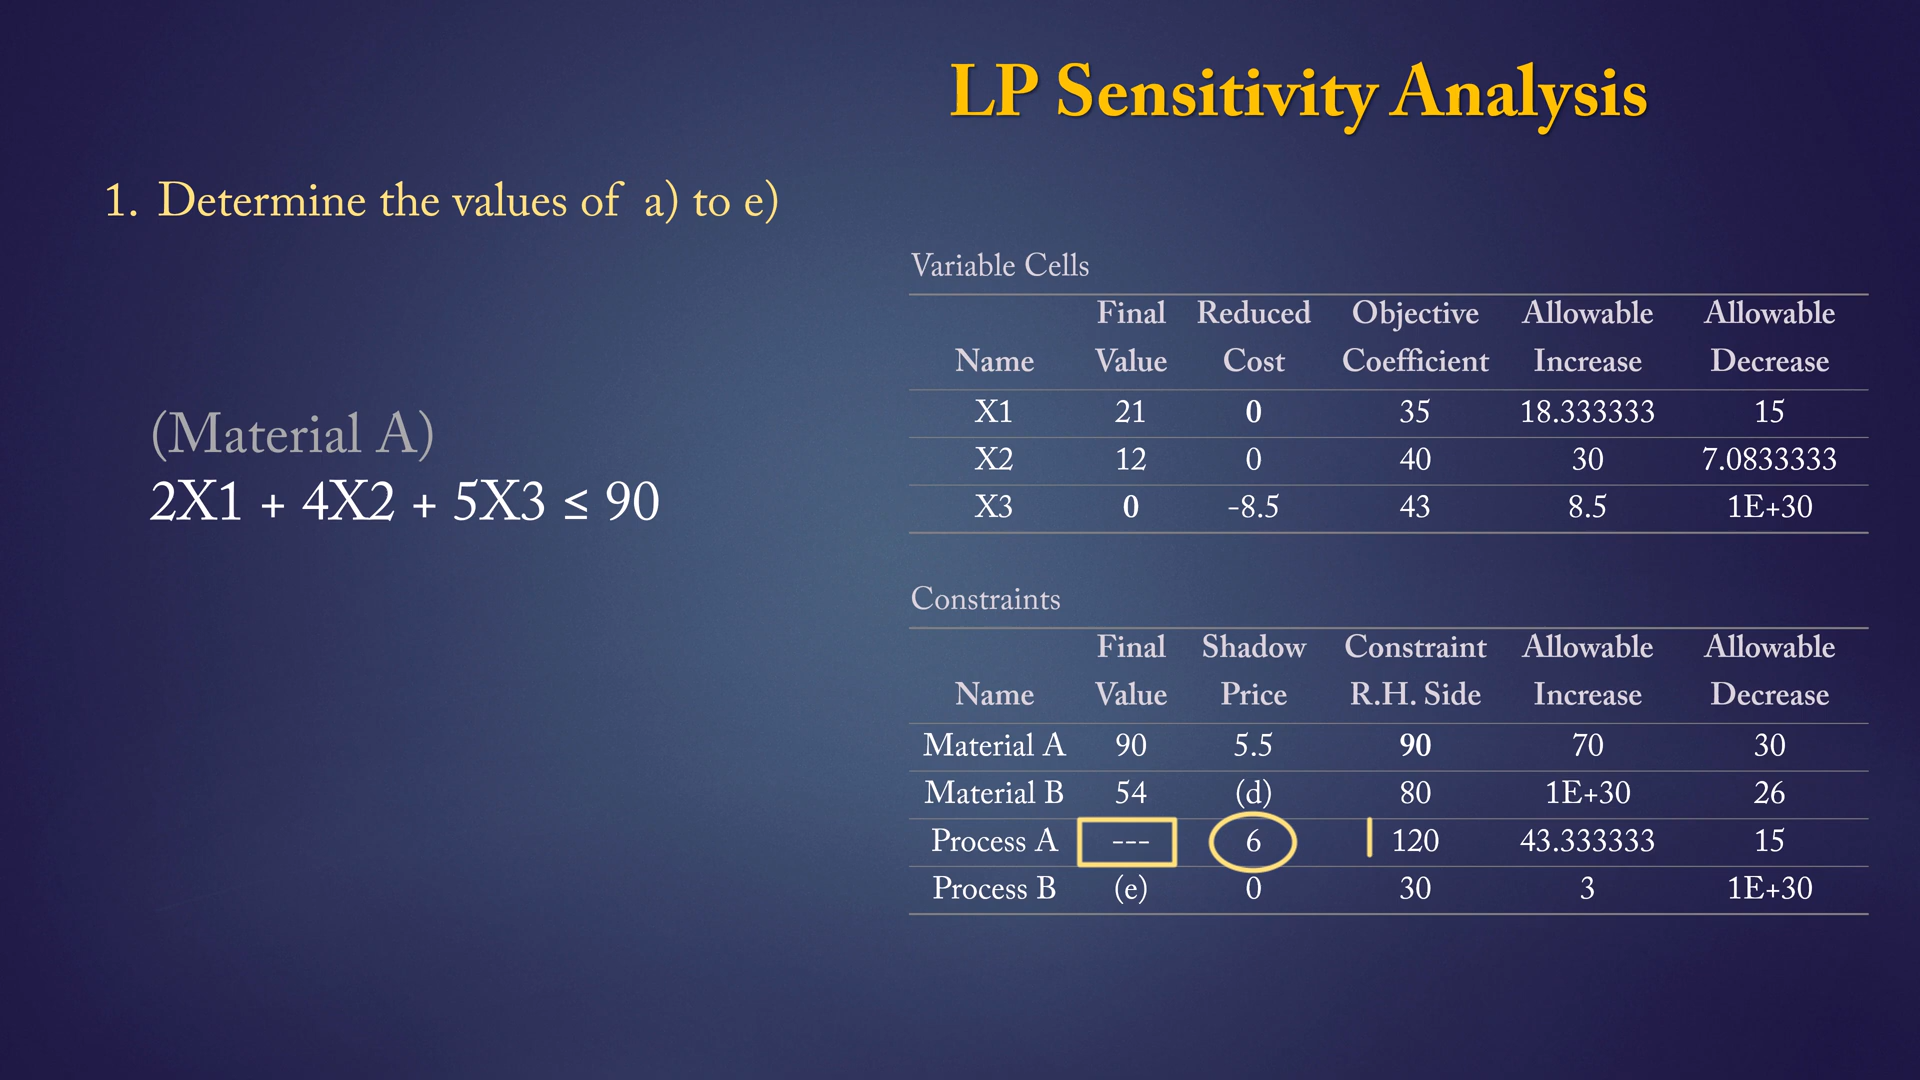 LP Sensitivity Analysis
1. Determine the values of a) to e)
(Material A)
2X1 + 4X2 + 5X3 ≤ 90
Variable Cells
Name Final Value Reduced Cost Objective Coefficient Allowable Increase Allowable Decrease
X1 21 0 35 18.333333 15
X2 12 0 40 30 7.0833333
X3 0 -8.5 43 8.5 1E+30
Constraints
Name Final Value Shadow Price Constraint R.H. Side Allowable Increase Allowable Decrease
Material A 90 5.5 90 70 30
Material B 54 (d) 80 1E+30 26
Process A --- 6 120 43.333333 15
Process B (e) 0 30 3 1E+30